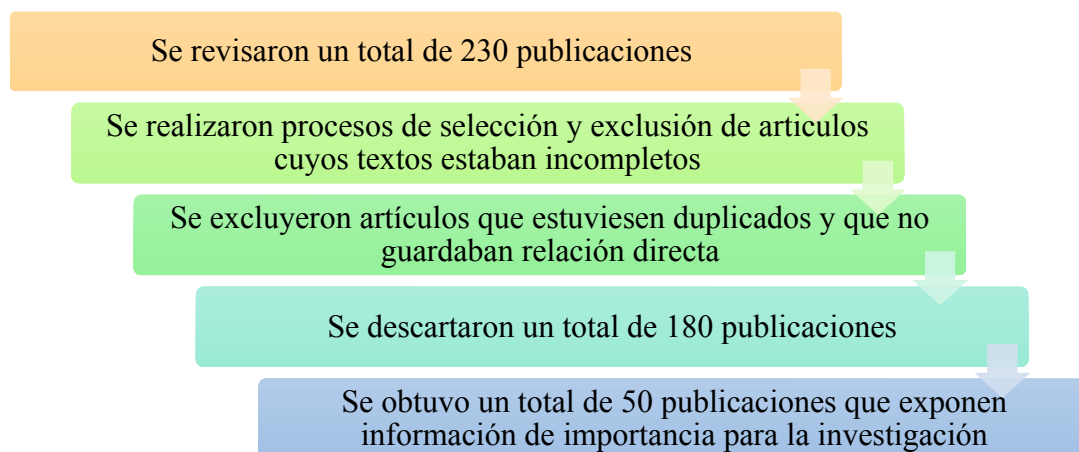 Se revisaron un total de 230 publicaciones
Se realizaron procesos de selección y exclusión de articulos
cuyos textos estaban incompletos
Se excluyeron artículos que estuviesen duplicados y que no
guardaban relación directa
Se descartaron un total de 180 publicaciones
Se obtuvo un total de 50 publicaciones que exponen
información de importancia para la investigación